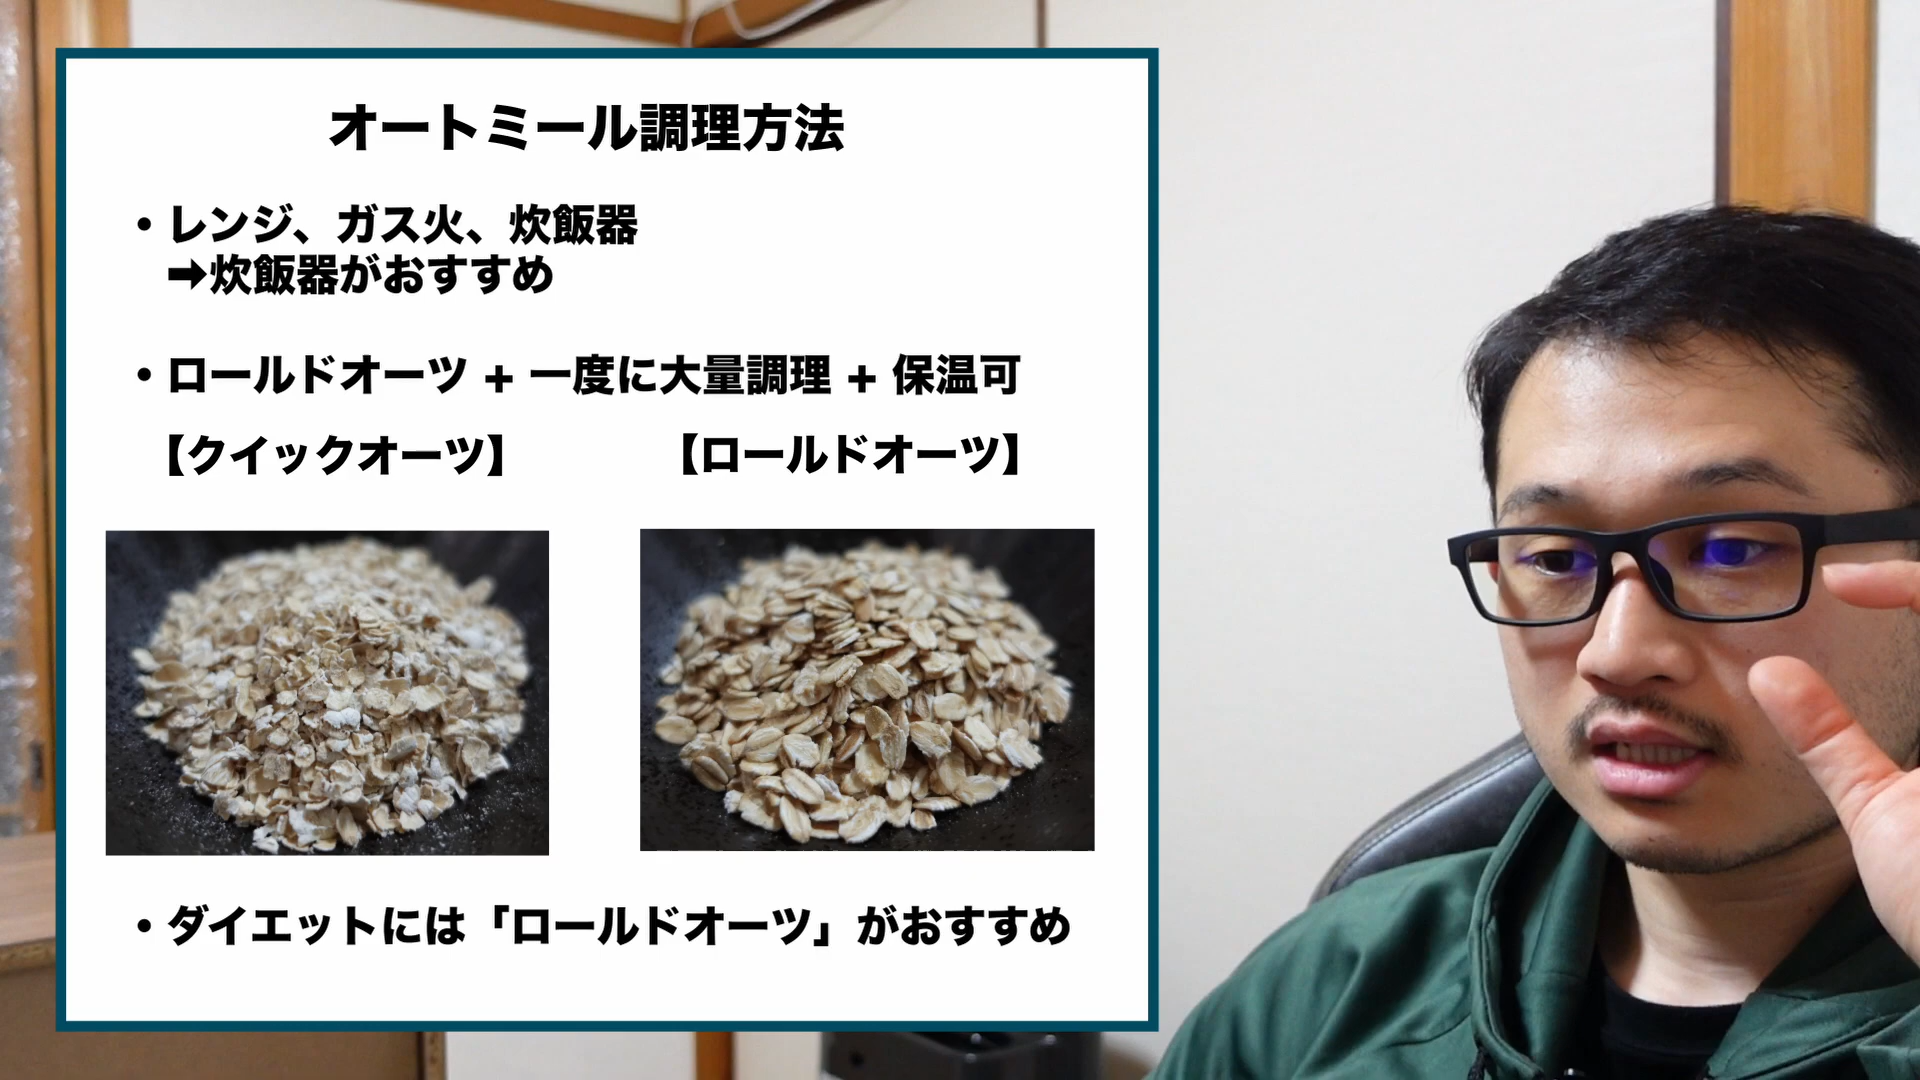 オートミール調理方法
・レンジ、ガス火、炊飯器
➡炊飯器がおすすめ
・ロールドオーツ + 一度に大量調理 + 保温可
【クイックオーツ】
【ロールドオーツ】
・ダイエットには「ロールドオーツ」がおすすめ